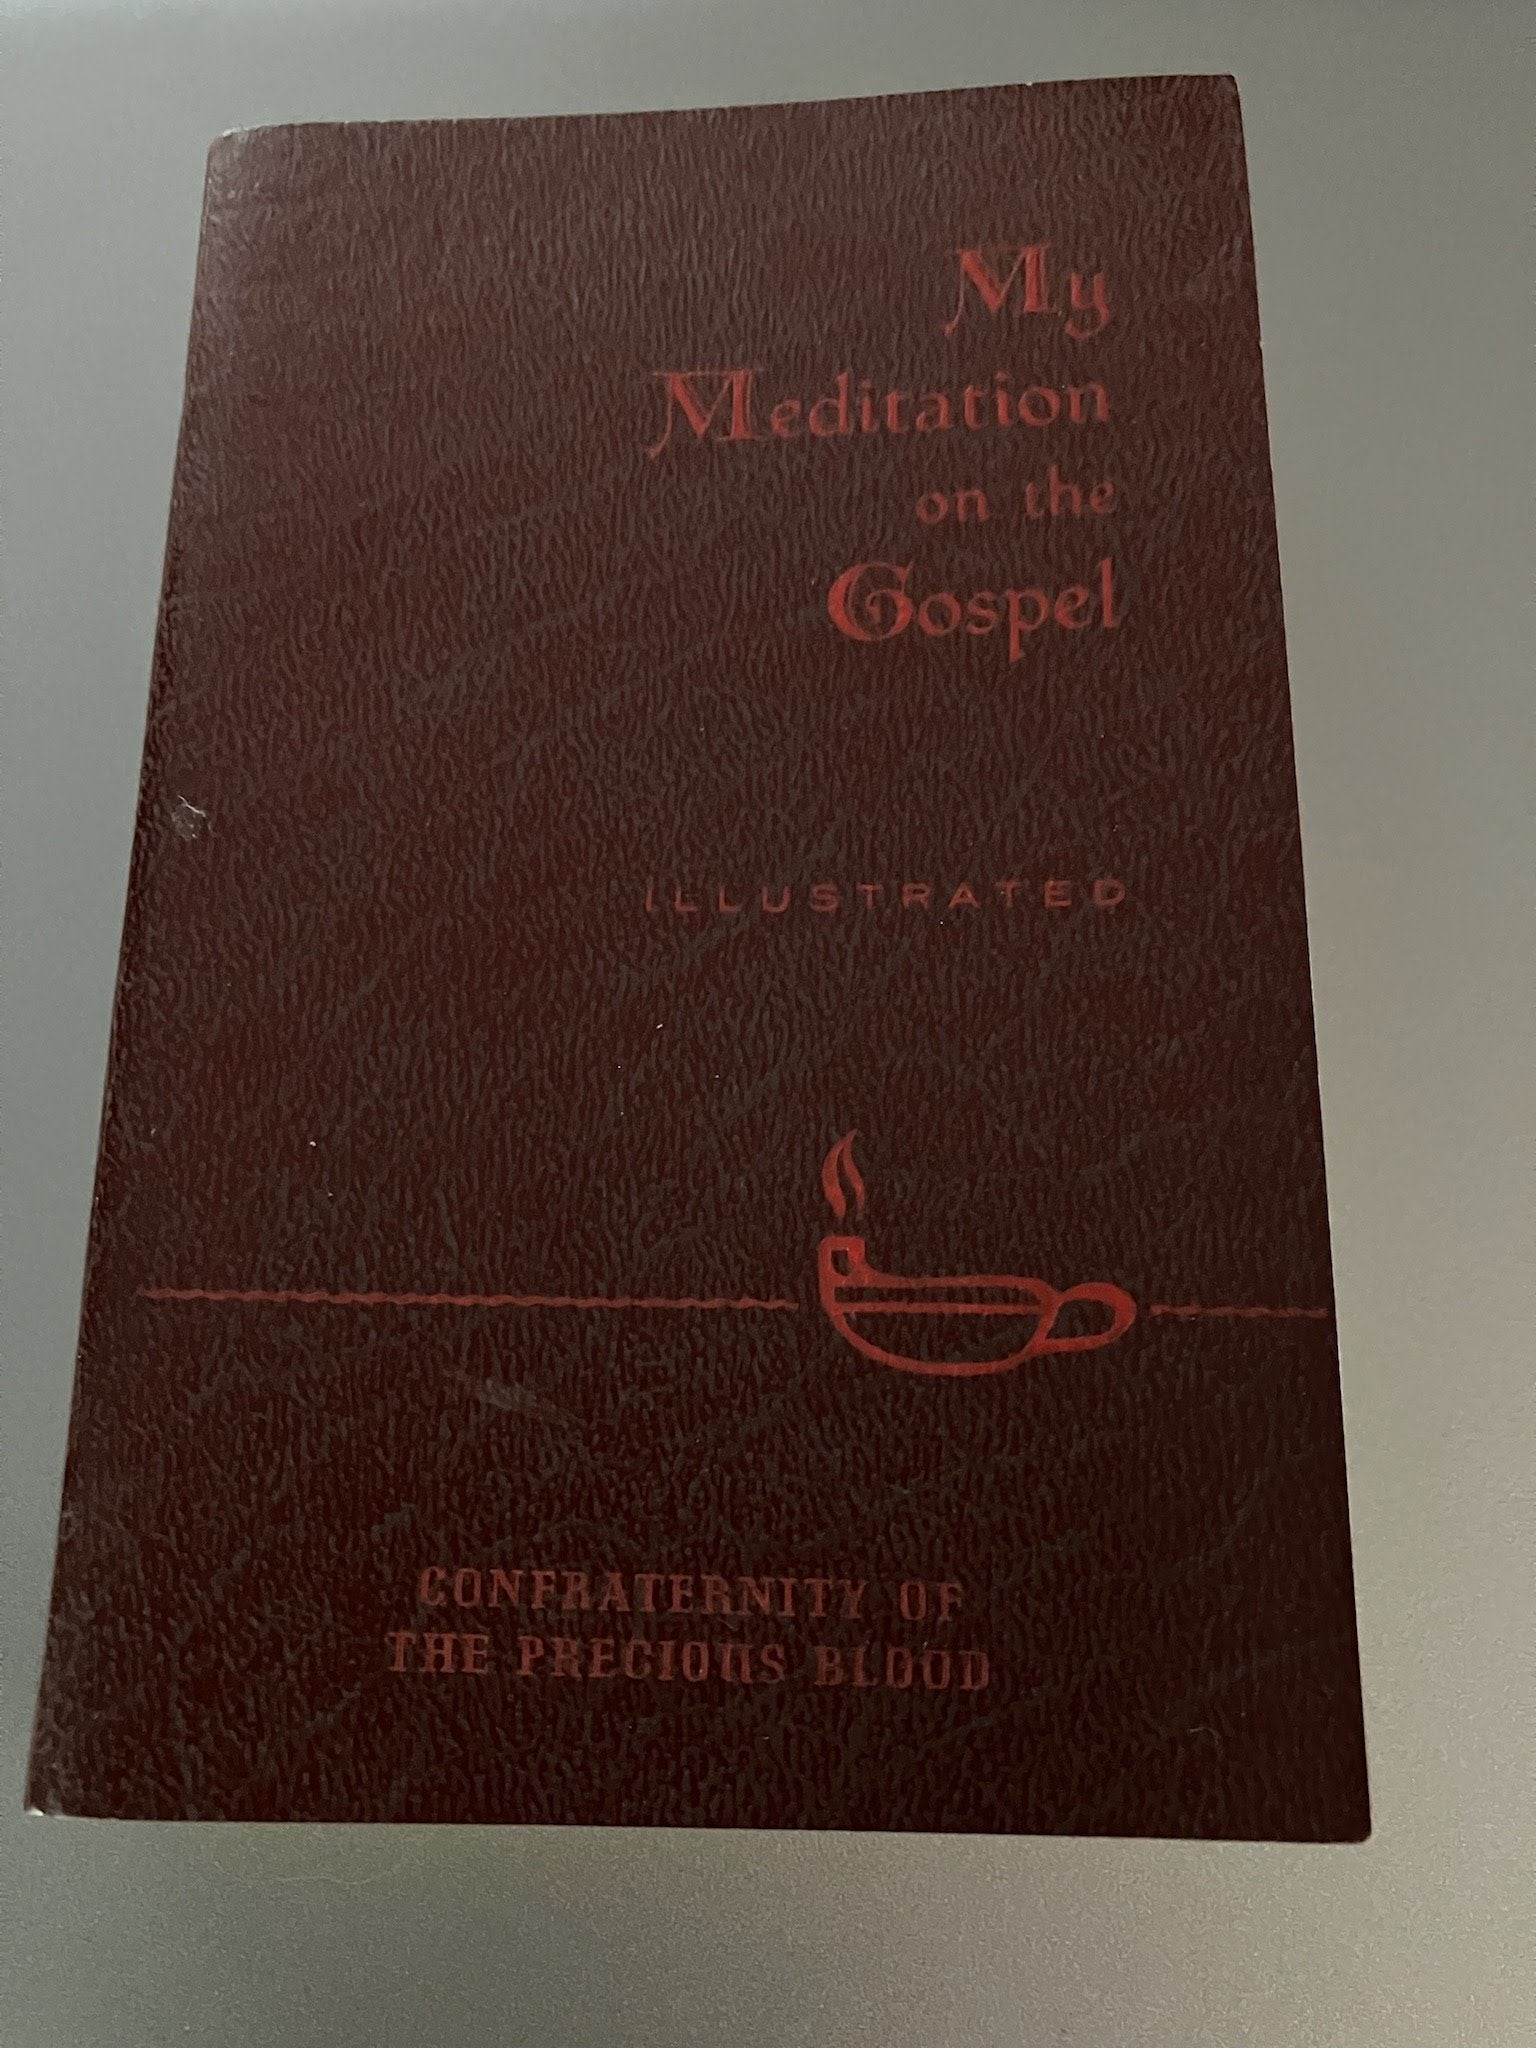 My
Meditation
on the
Gospel
ILLUSTRATED
CONFRATERNITY OF
THE PRECIOUS BLOOD